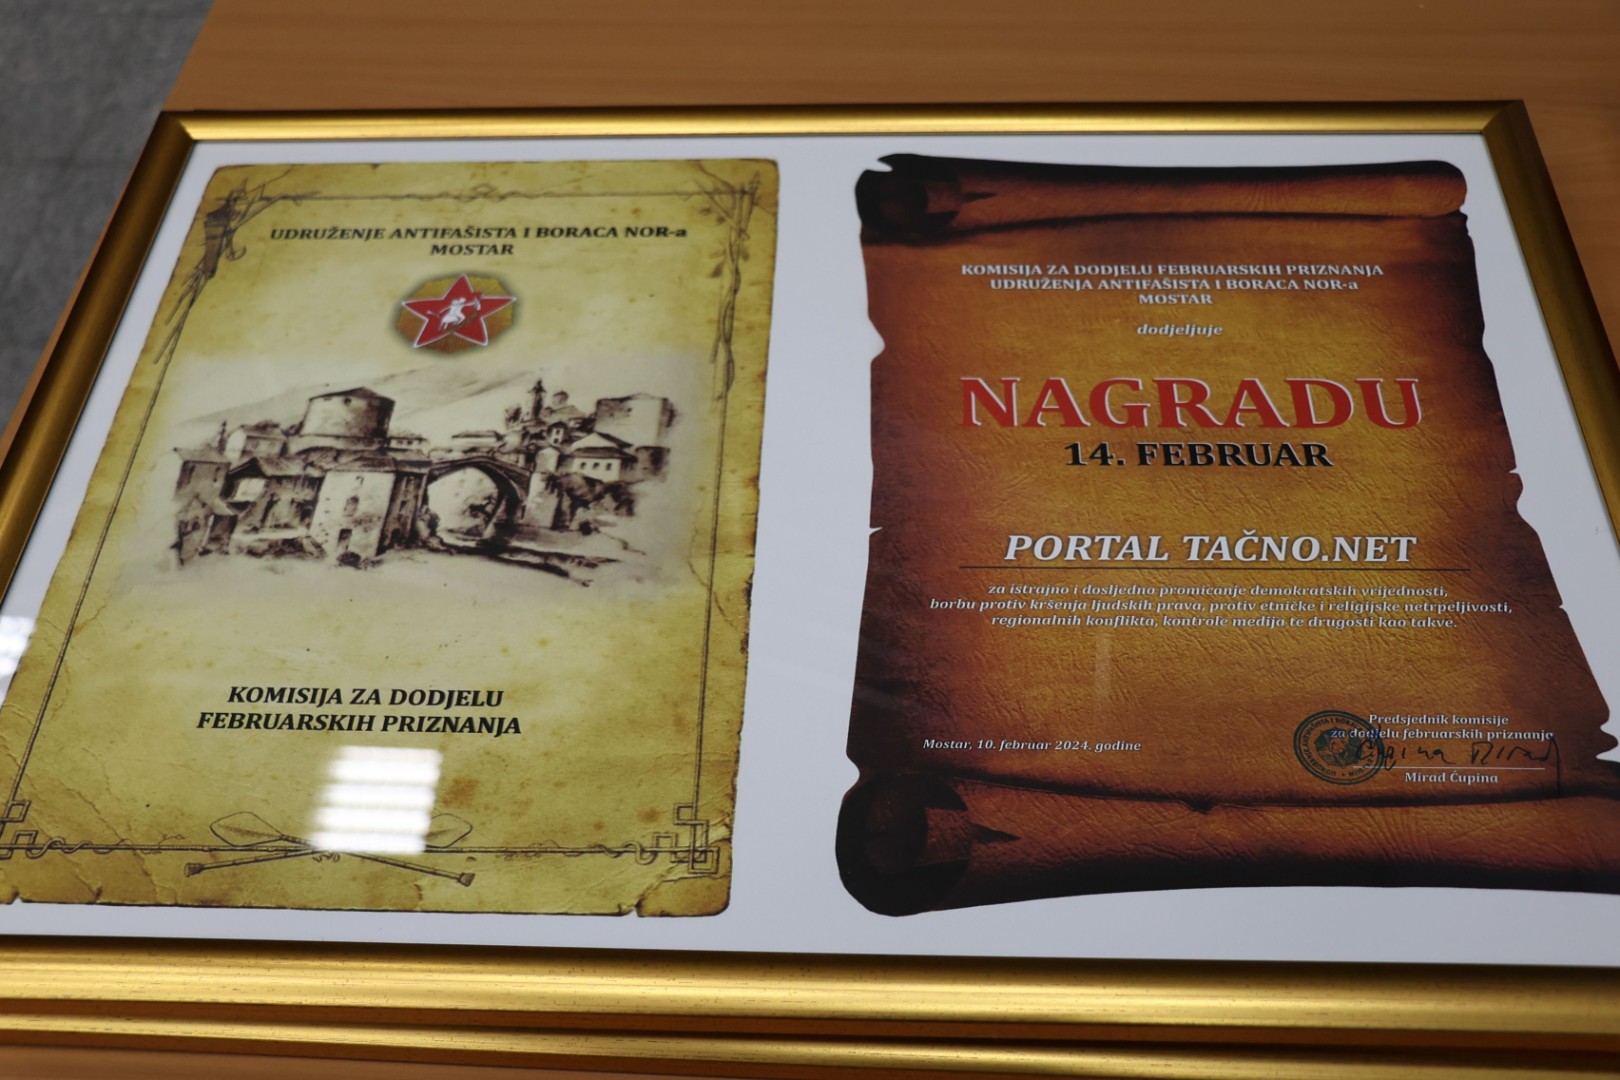 UDRUŽENJE ANTIFAŠISTA I BORACA NOR-a
MOSTAR
KOMISIJA ZA DODJELU
FEBRUARSKIH PRIZNANJA
KOMISIJA ZA DODJELU FEBRUARSKIH PRIZNANJA
UDRUŽENJA ANTIFAŠISTA I BORACA NOR-a
MOSTAR
dodjeljuje
NAGRADU
14. FEBRUAR
PORTAL TAČNO.NET
za istrajno i dosljedno promicanje demokratskih vrijednosti,
borbu protiv kršenja ljudskih prava, protiv etničke i religijske netrpeljivosti,
regionalnih konflikta, kontrole medija te drugosti kao takve.
Mostar, 10. februar 2024. godine
Predsjednik komisije
za dodjelu februarskih priznanje
Mirad Čupina